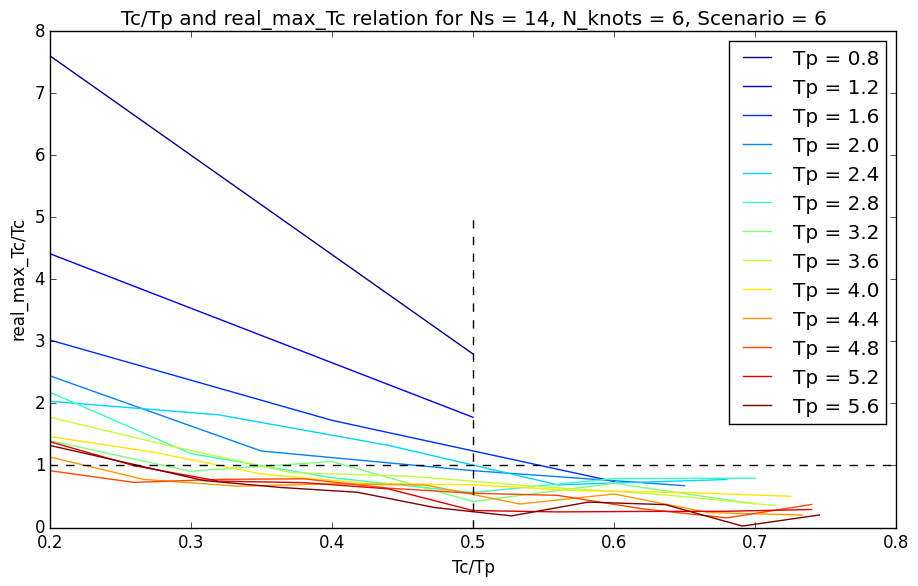 Tc/Tp and real_max_Tc relation for Ns = 14, N_knots = 6, Scenario = 6
8
7
6
5
4
3
2
1
0
real_max_Tc/Tc
Tp = 0.8
Tp = 1.2
Tp = 1.6
Tp = 2.0
Tp = 2.4
Tp = 2.8
Tp = 3.2
Tp = 3.6
Tp = 4.0
Tp = 4.4
Tp = 4.8
Tp = 5.2
Tp = 5.6
0.2 0.3 0.4 0.5 0.6 0.7 0.8
Tc/Tp